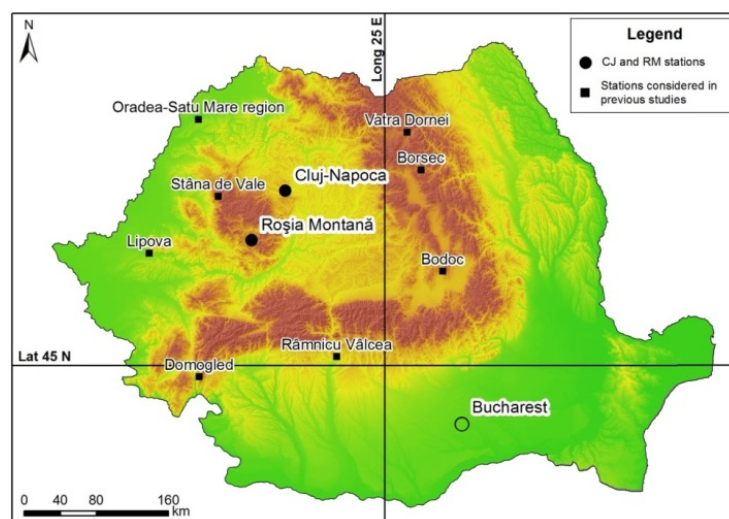 N
Long 25 E
Legend
CJ and RM stations
Stations considered in
previous studies
Oradea-Satu Mare region
Vatra Dornei
Borsec
Cluj-Napoca
Stâna de Vale
Roşia Montană
Lipova
Bodoc
Râmnicu Vâlcea
Lat 45 N
Domogled
Bucharest
0 40 80 160
km